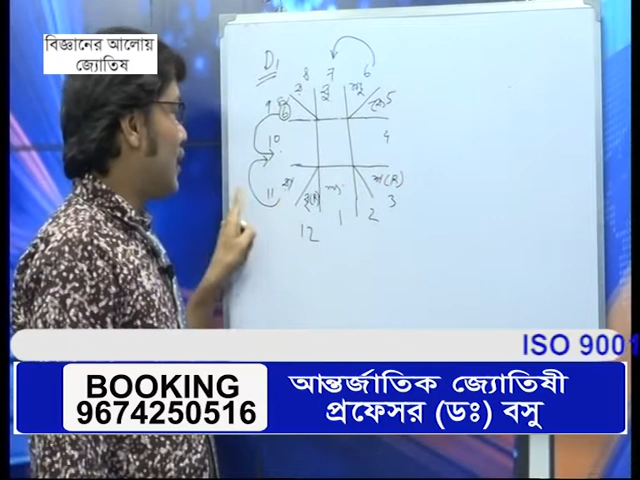 বিজ্ঞানের আলোয়
জ্যোতিষ
D1
8 7 6
5
9
10 4
11
3
1 2
12
ISO 9001
BOOKING
9674250516
আন্তর্জাতিক জ্যোতিষী
প্রফেসর (ডঃ) বসু